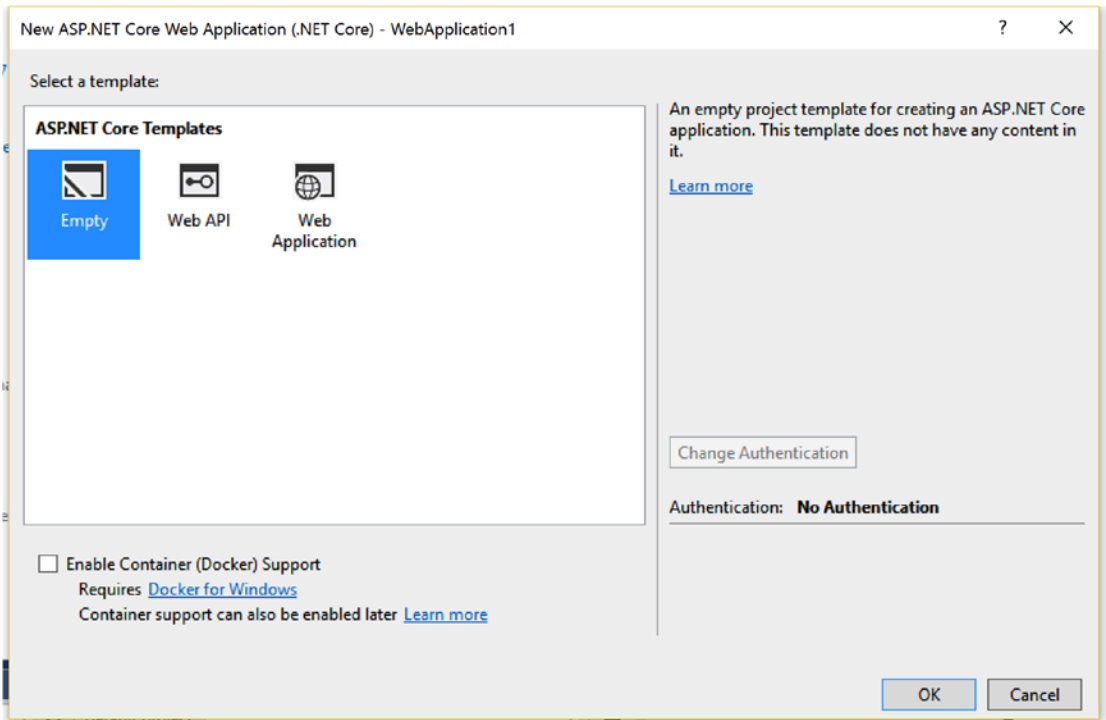 New ASP.NET Core Web Application (.NET Core) - WebApplication1
Select a template:
ASP.NET Core Templates
Empty
Web API
Web
Application
An empty project template for creating an ASP.NET Core
application. This template does not have any content in
it.
Learn more
Change Authentication
Authentication: No Authentication
Enable Container (Docker) Support
Requires Docker for Windows
Container support can also be enabled later Learn more
OK
Cancel